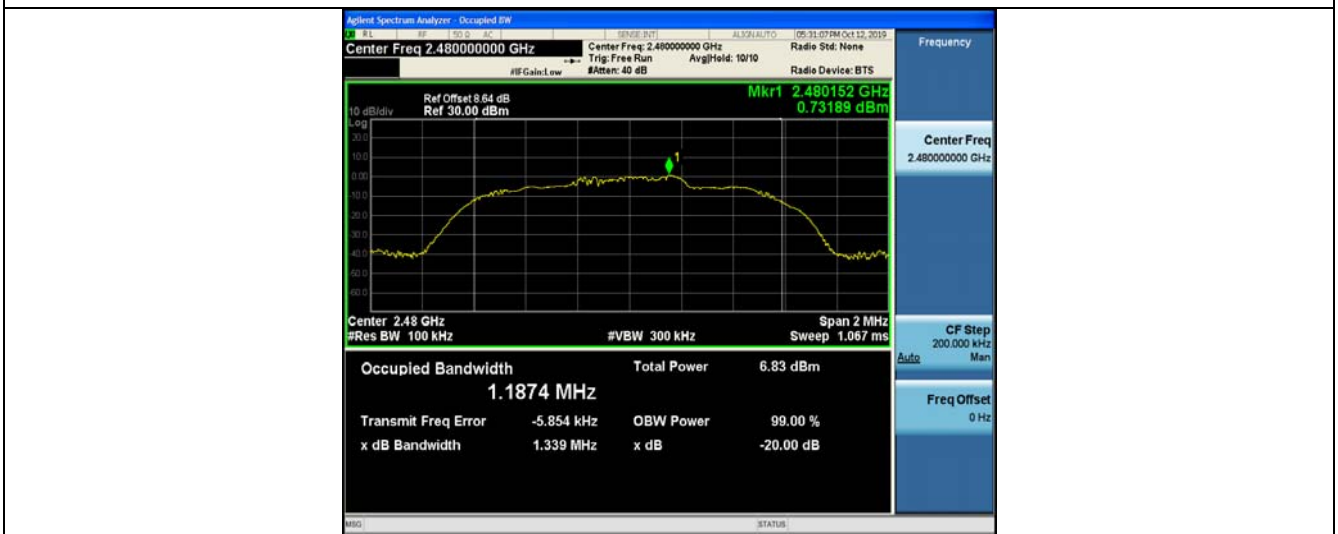 Agilent Spectrum Analyzer - Occupied BW
RL RF 50 Ω AC SENSE:INT ALIGNAUTO 05:31:07 PM Oct 12, 2019
Center Freq 2.480000000 GHz
Center Freq: 2.480000000 GHz
Radio Std: None
Trig: Free Run Avg|Hold: 10/10
#IFGain:Low
#Atten: 40 dB
Radio Device: BTS
Frequency
Mkr1 2.480152 GHz
0.73189 dBm
Ref Offset 8.64 dB
10 dB/div Ref 30.00 dBm
Log
20.0
10.0
0.00
-10.0
-20.0
-30.0
-40.0
-50.0
-60.0
1
Center Freq
2.480000000 GHz
Center 2.48 GHz
Span 2 MHz
#Res BW 100 kHz
#VBW 300 kHz
Sweep 1.067 ms
CF Step
200.000 kHz
Auto Man
Freq Offset
0 Hz
Occupied Bandwidth
1.1874 MHz
Total Power 6.83 dBm
Transmit Freq Error -5.854 kHz
OBW Power 99.00 %
x dB Bandwidth 1.339 MHz
x dB -20.00 dB
MSG
STATUS